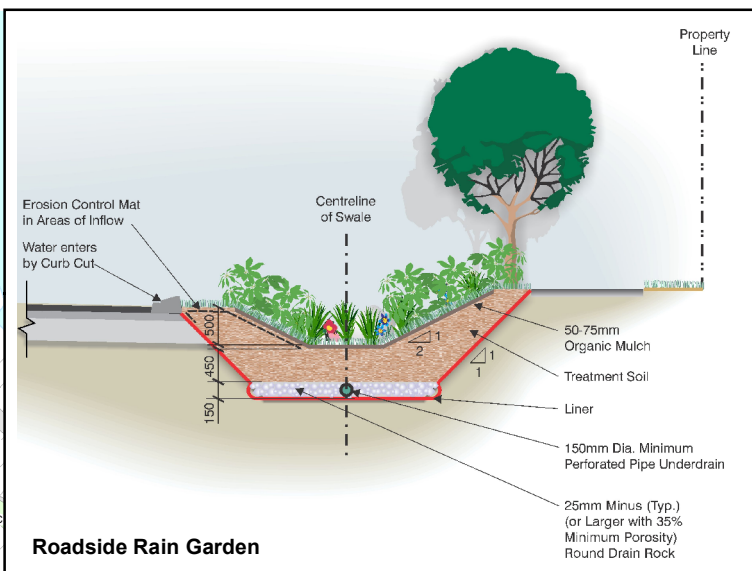 Property
Line
Erosion Control Mat
in Areas of Inflow
Centreline
of Swale
Water enters
by Curb Cut
500
450
150
1
2
1
1
50-75mm
Organic Mulch
Treatment Soil
Liner
150mm Dia. Minimum
Perforated Pipe Underdrain
25mm Minus (Typ.)
(or Larger with 35%
Minimum Porosity)
Round Drain Rock
Roadside Rain Garden